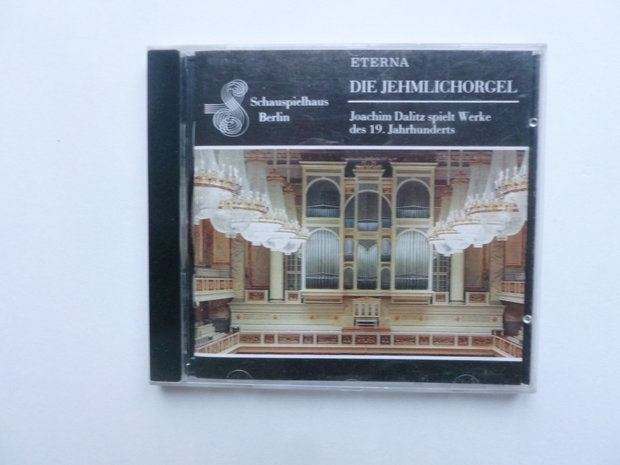 ETERNA
DIE JEHMLICHORGEL
Schauspielhaus
Berlin
Joachim Dalitz spielt Werke
des 19. Jahrhunderts